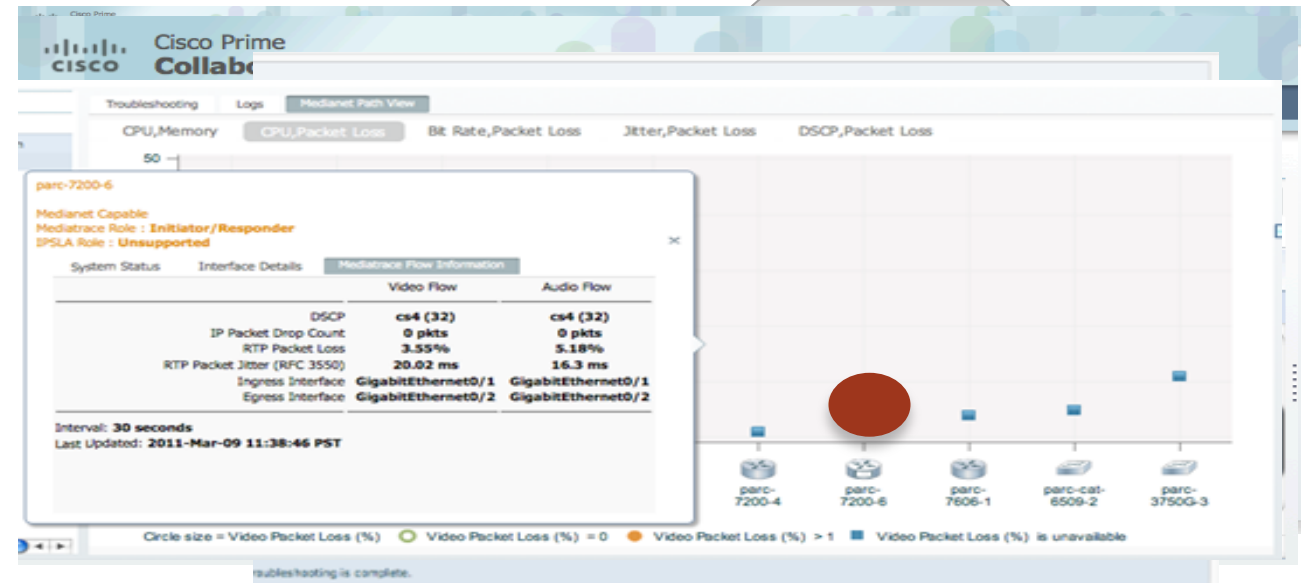 Cisco Prime
Cisco Prime
CISCO
Collabo
Troubleshooting Logs Medianet Path View
CPU,Memory CPU,Packet Loss Bit Rate,Packet Loss Jitter,Packet Loss DSCP,Packet Loss
50
parc-7200-6
Medianet Capable
Mediatrace Role : Initiator/Responder
IPSLA Role : Unsupported
System Status Interface Details Mediatrace Flow Information
Video Flow Audio Flow
DSCP cs4 (32) cs4 (32)
IP Packet Drop Count 0 pkts 0 pkts
RTP Packet Loss 3.55% 5.18%
RTP Packet Jitter (RFC 3550) 20.02 ms 16.3 ms
Ingress Interface GigabitEthernet0/1 GigabitEthernet0/1
Egress Interface GigabitEthernet0/2 GigabitEthernet0/2
Interval: 30 seconds
Last Updated: 2011-Mar-09 11:38:46 PST
parc-7200-4
parc-7200-6
parc-7606-1
parc-cat-6509-2
parc-3750G-3
Circle size = Video Packet Loss (%) Video Packet Loss (%) = 0 Video Packet Loss (%) > 1 Video Packet Loss (%) is unavailable
roubleshooting is complete.